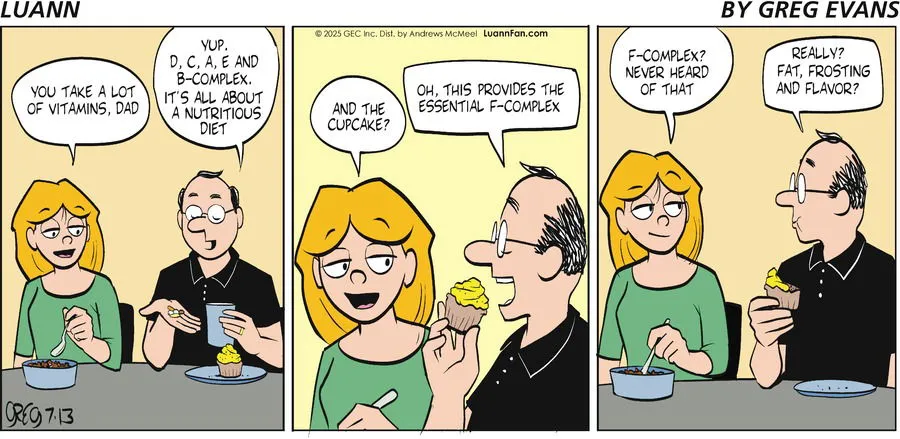 LUANN
BY GREG EVANS
YOU TAKE A LOT
OF VITAMINS, DAD
YUP.
D, C, A, E AND
B-COMPLEX.
IT'S ALL ABOUT
A NUTRITIOUS
DIET
GREG 7·13
© 2025 GEC Inc. Dist. by Andrews McMeel LuannFan.com
AND THE
CUPCAKE?
OH, THIS PROVIDES THE
ESSENTIAL F-COMPLEX
F-COMPLEX?
NEVER HEARD
OF THAT
REALLY?
FAT, FROSTING
AND FLAVOR?